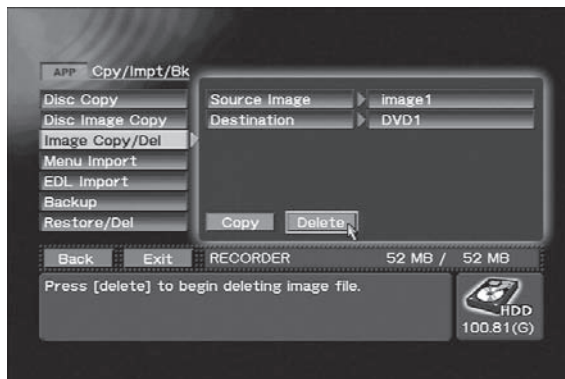 APP Cpy/Impt/Bk
Disc Copy
Source Image image1
Disc Image Copy
Destination DVD1
Image Copy/Del
Menu Import
EDL Import
Backup
Restore/Del
Copy Delete
Back Exit RECORDER 52 MB / 52 MB
Press [delete] to begin deleting image file.
HDD
100.81(G)